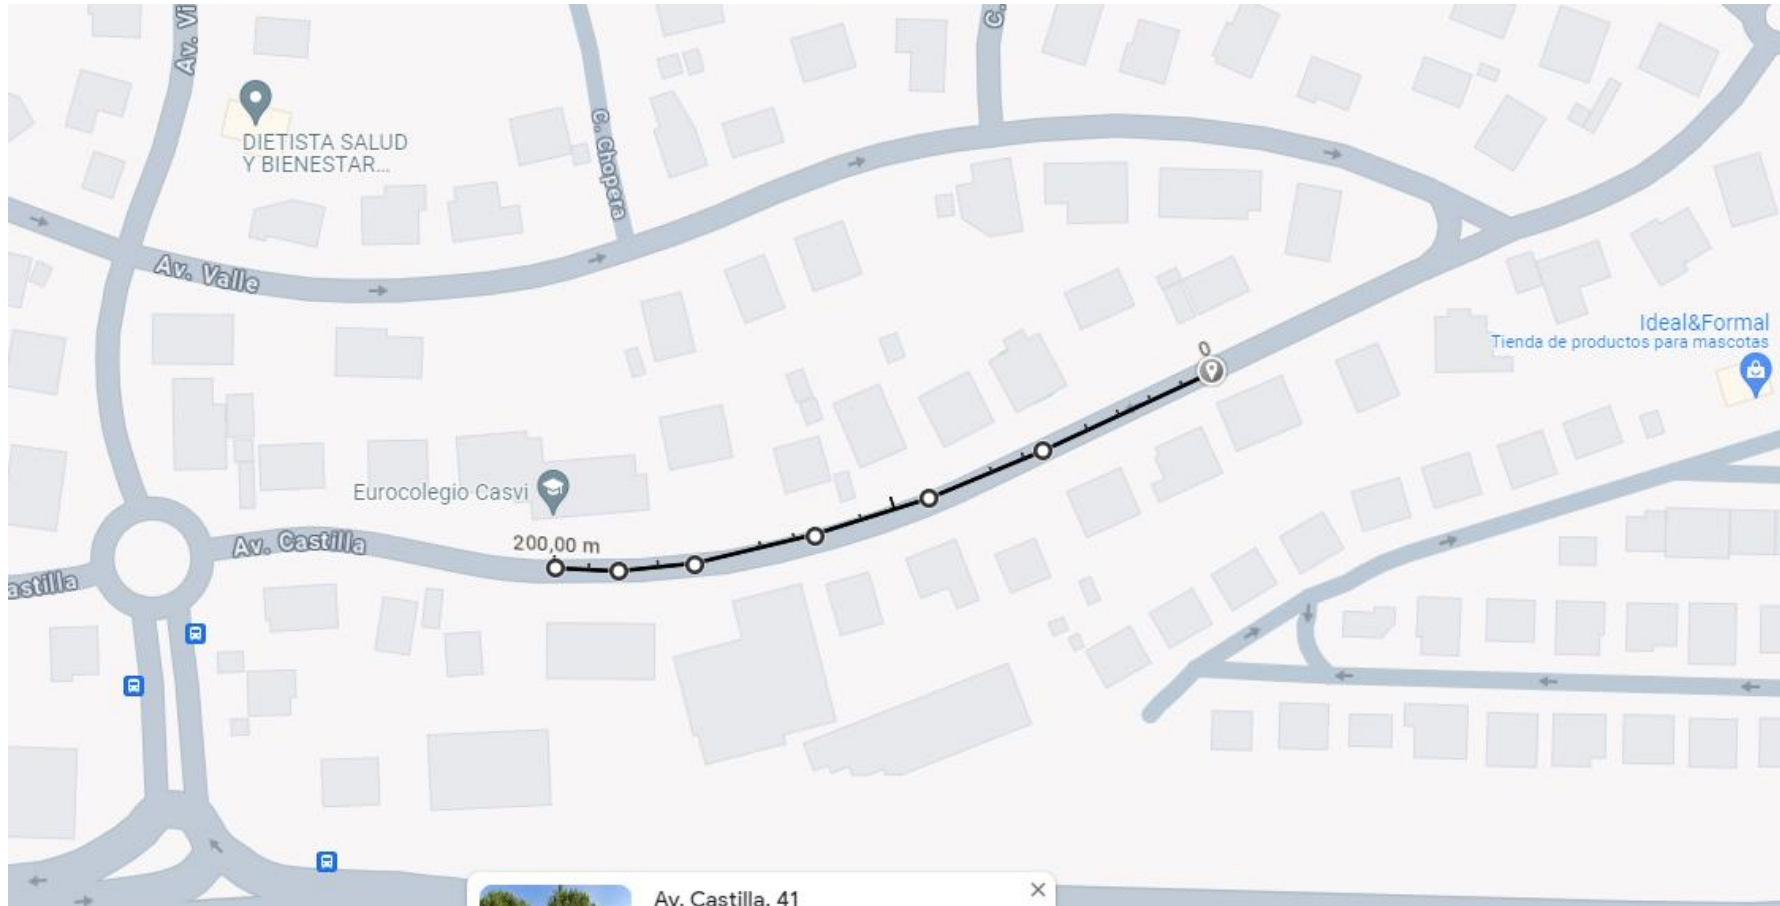 Av. Vi
C.
DIETISTA SALUD
Y BIENESTAR...
C. Chopera
Av. Valle
Ideal&Formal
Tienda de productos para mascotas
0
Eurocolegio Casvi
Av. Castilla
200,00 m
astilla
Av. Castilla, 41